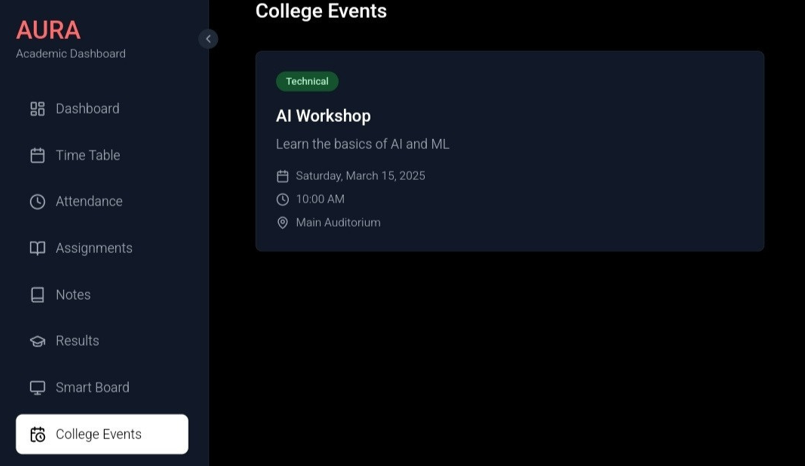 AURA
Academic Dashboard
Dashboard
Time Table
Attendance
Assignments
Notes
Results
Smart Board
College Events
College Events
Technical
AI Workshop
Learn the basics of AI and ML
Saturday, March 15, 2025
10:00 AM
Main Auditorium